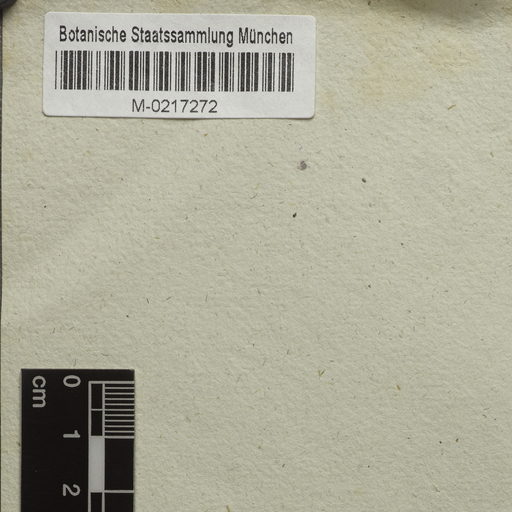 Botanische Staatssammlung München
M-0217272
cm
0
1
2